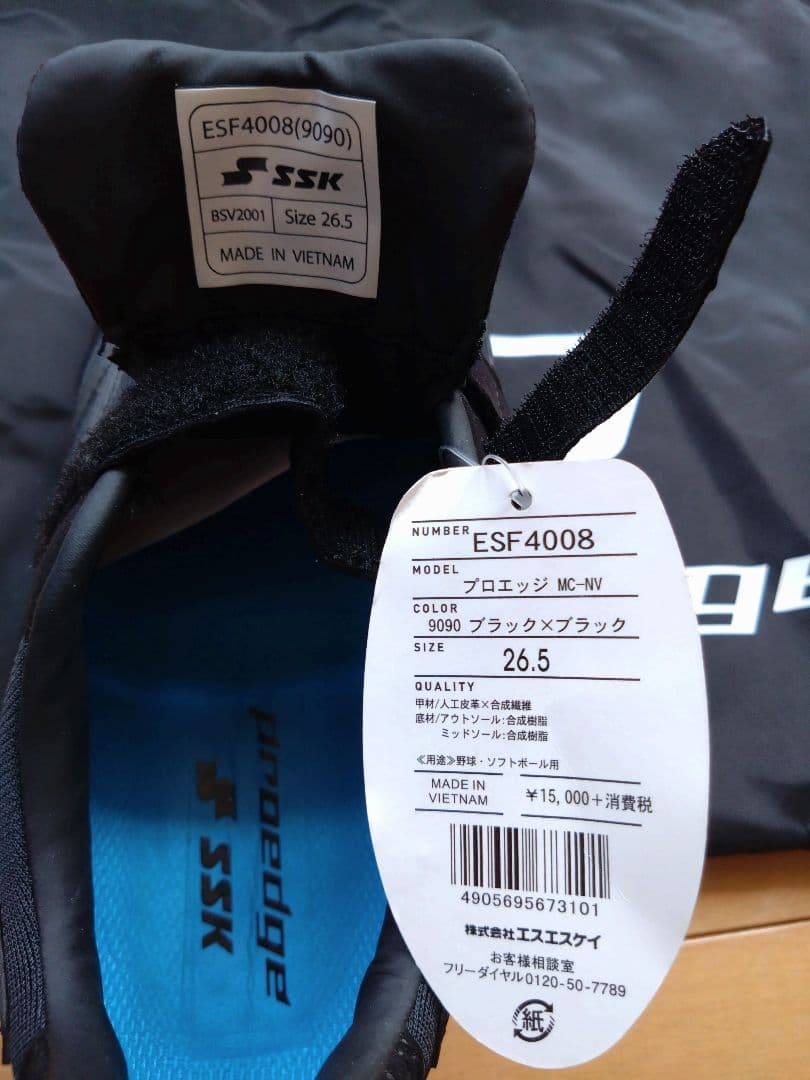 ESF4008(9090)
SSK
BSV2001 Size 26.5
MADE IN VIETNAM
NUMBER ESF4008
MODEL
プロエッジ MC-NV
COLOR
9090 ブラック×ブラック
SIZE
26.5
QUALITY
甲材/人工皮革×合成繊維
底材/アウトソール:合成樹脂
ミッドソール:合成樹脂
≪用途≫野球・ソフトボール用
MADE IN
VIETNAM
¥15,000+消費税
4905695673101
株式会社エスエスケイ
お客様相談室
フリーダイヤル0120-50-7789
紙
proedge
SSK
ge